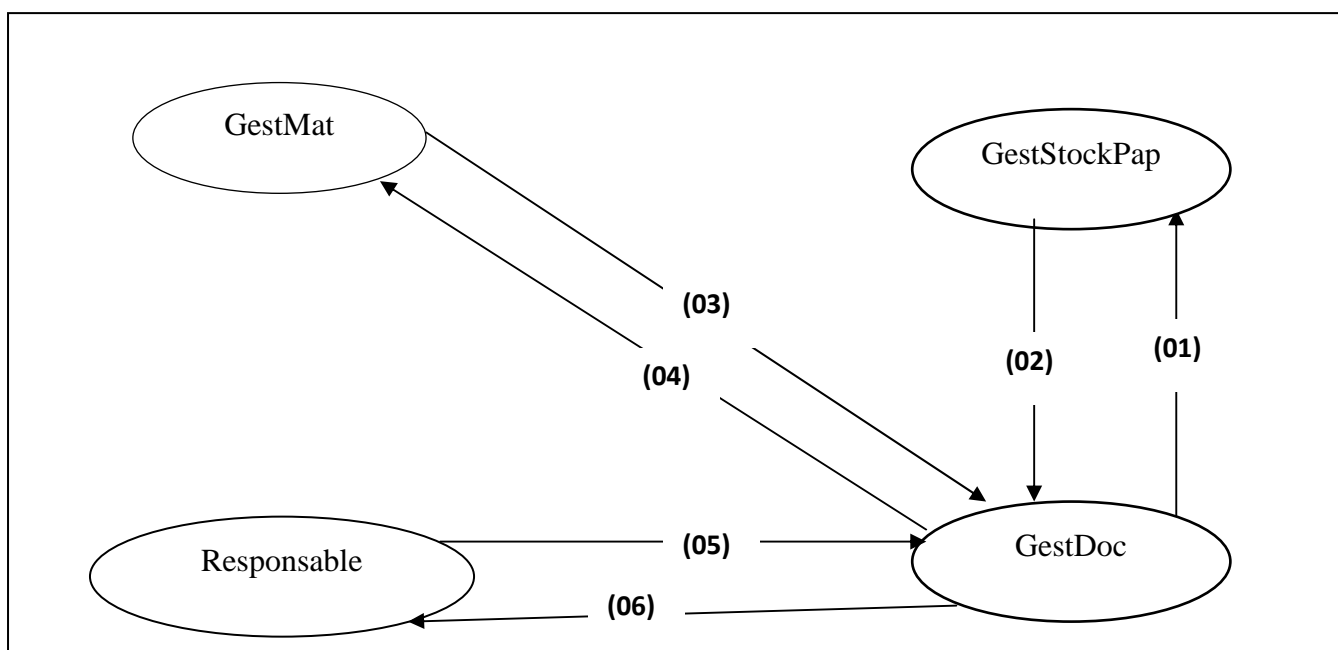 GestMat
GestStockPap
(03)
(01)
(02)
(04)
(05)
Responsable
GestDoc
(06)